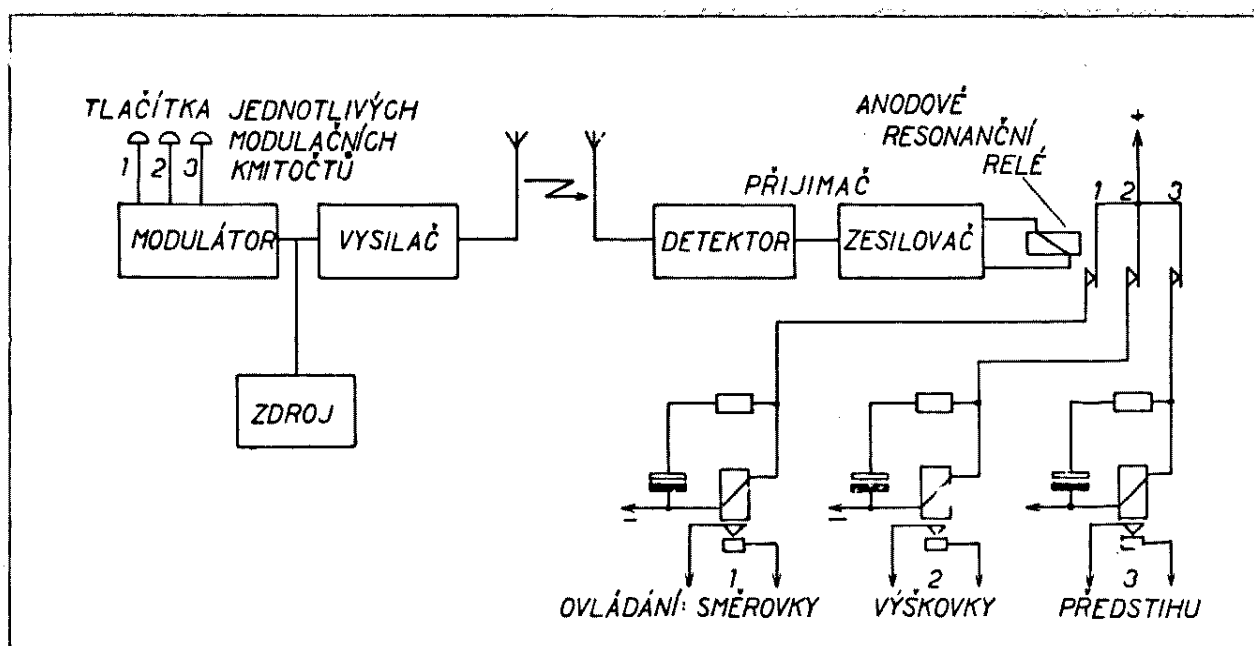 TLAČÍTKA JEDNOTLIVÝCH
MODULAČNÍCH
KMITOČTŮ
1 2 3
MODULÁTOR
VYSILAČ
ZDROJ
PŘIJIMAČ
DETEKTOR
ZESILOVAČ
ANODOVÉ
RESONANČNÍ
RELÉ
+
1 2 3
–
–
1 2 3
OVLÁDÁNÍ: SMĚROVKY VÝŠKOVKY PŘEDSTIHU